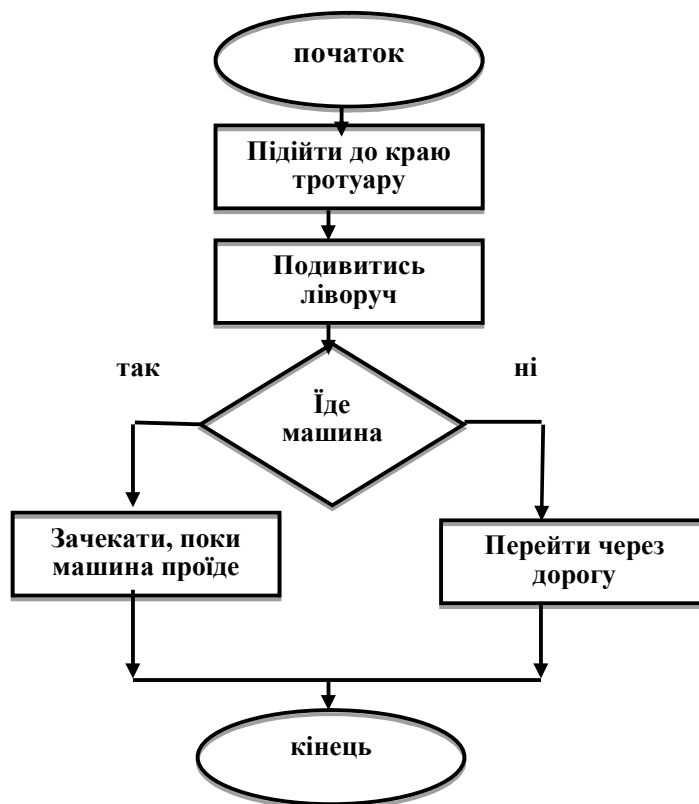 початок
Підійти до краю
тротуару
Подивитись
ліворуч
так
ні
Їде
машина
Зачекати, поки
машина проїде
Перейти через
дорогу
кінець